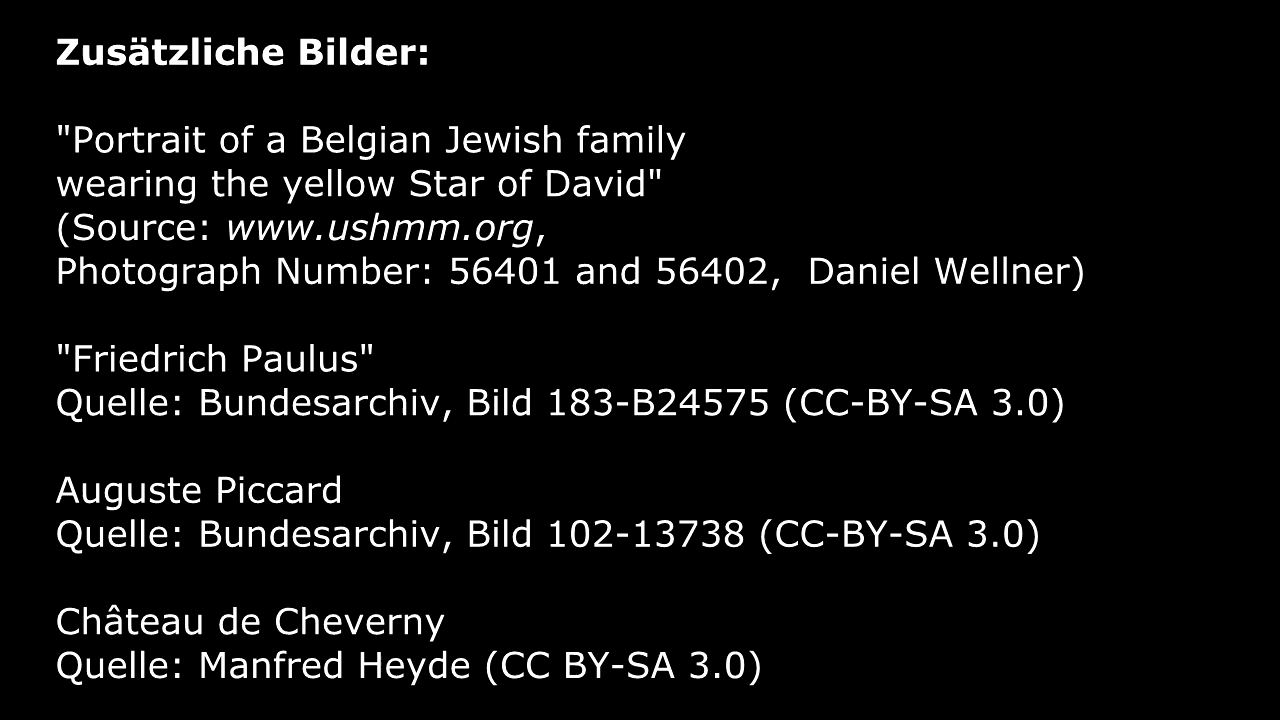 Zusätzliche Bilder:
"Portrait of a Belgian Jewish family
wearing the yellow Star of David"
(Source: www.ushmm.org,
Photograph Number: 56401 and 56402,  Daniel Wellner)
"Friedrich Paulus"
Quelle: Bundesarchiv, Bild 183-B24575 (CC-BY-SA 3.0)
Auguste Piccard
Quelle: Bundesarchiv, Bild 102-13738 (CC-BY-SA 3.0)
Château de Cheverny
Quelle: Manfred Heyde (CC BY-SA 3.0)